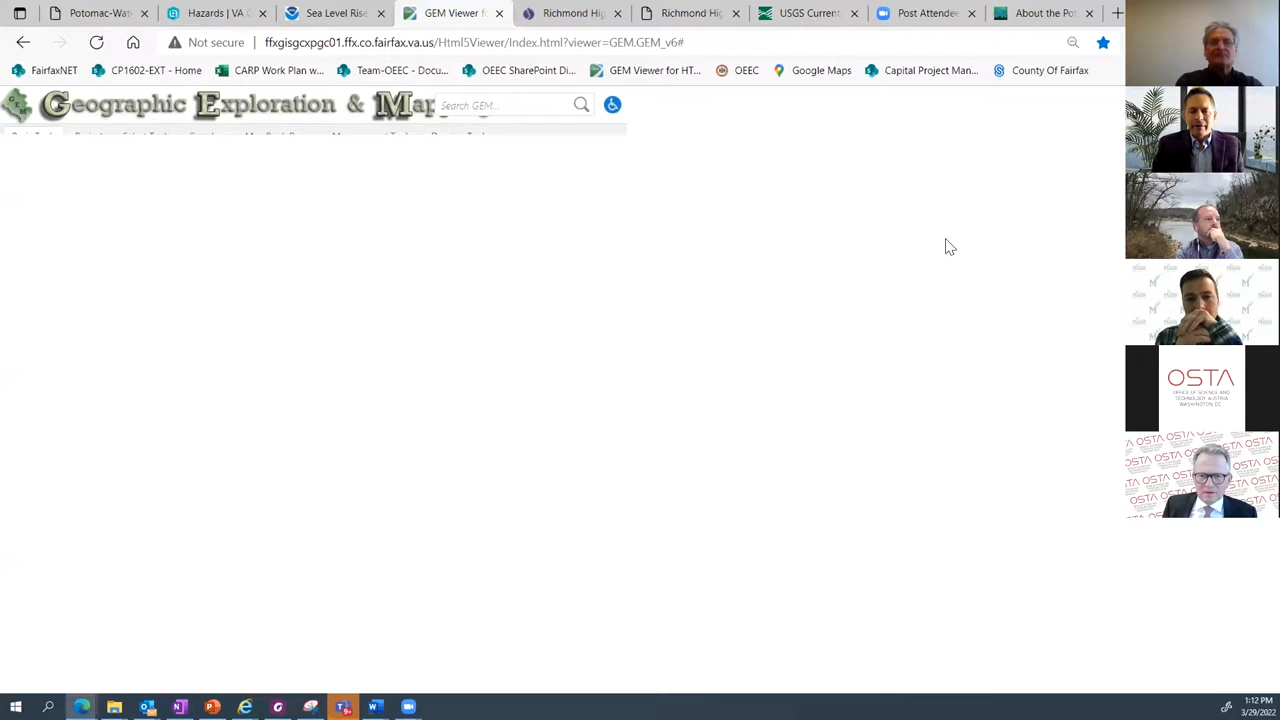 Potomac-Wate
Hazards | VA C
Sea Level Rise
GEM Viewer fo
Richmond Hig
Richmond Hig
USGS Current
Post Attendee
About the Pot
Not secure
ffxgisgcxpgc01.ffx.co.fairfax.va.us/Html5Viewer/Index.html?viewer=GEM.GEM_v6#
FairfaxNET
CP1602-EXT - Home
CARP Work Plan w...
Team-OEEC - Docu...
OEEC SharePoint Di...
GEM Viewer for HT...
OEEC
Google Maps
Capital Project Man...
County Of Fairfax
Geographic Exploration & Map
Search GEM...
OSTA
OFFICE OF SCIENCE AND
TECHNOLOGY AUSTRIA
WASHINGTON, DC
1:12 PM
3/29/2022